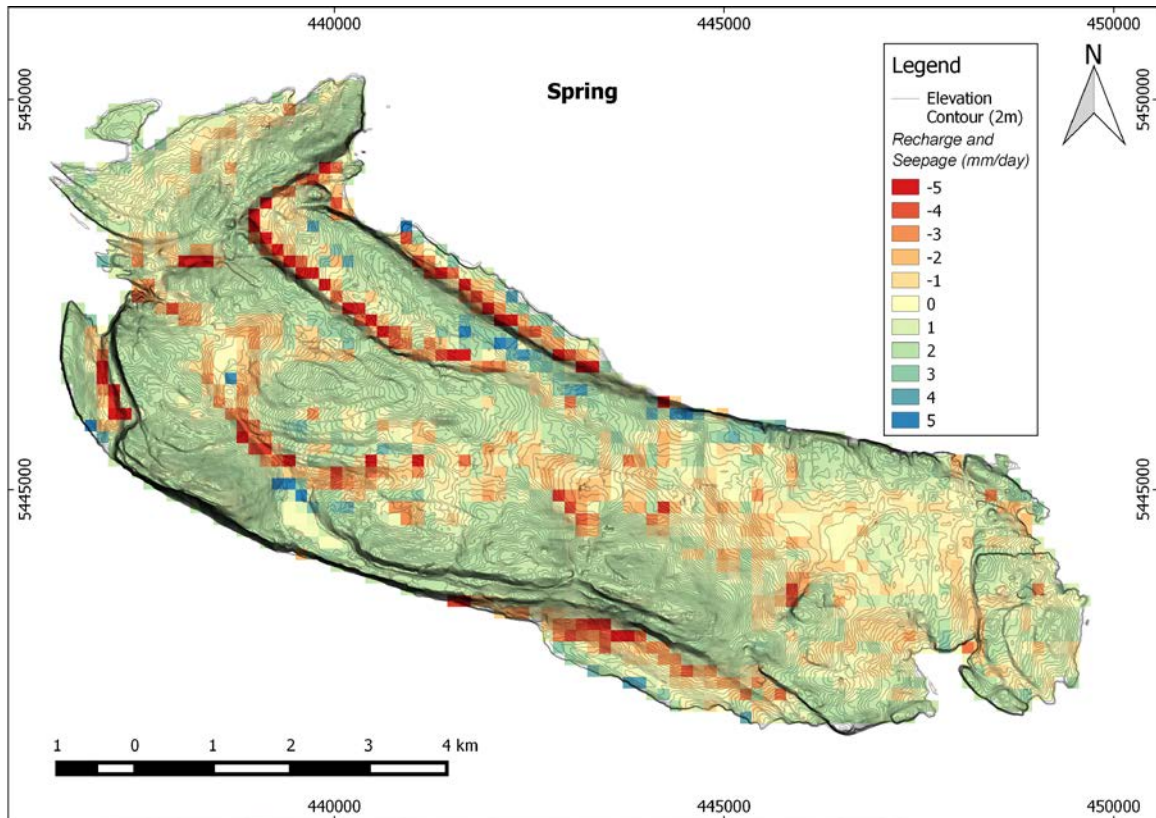 440000
445000
450000
5450000
Spring
Legend
Elevation
Contour (2m)
Recharge and
Seepage (mm/day)
-5
-4
-3
-2
-1
0
1
2
3
4
5
N
5450000
5445000
5445000
1 0 1 2 3 4 km
440000
445000
450000